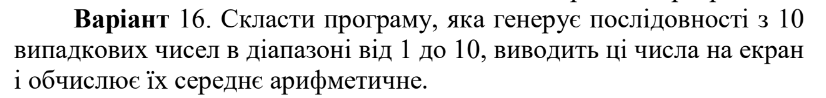 Варіант 16. Скласти програму, яка генерує послідовності з 10
випадкових чисел в діапазоні від 1 до 10, виводить ці числа на екран
і обчислює їх середнє арифметичне.